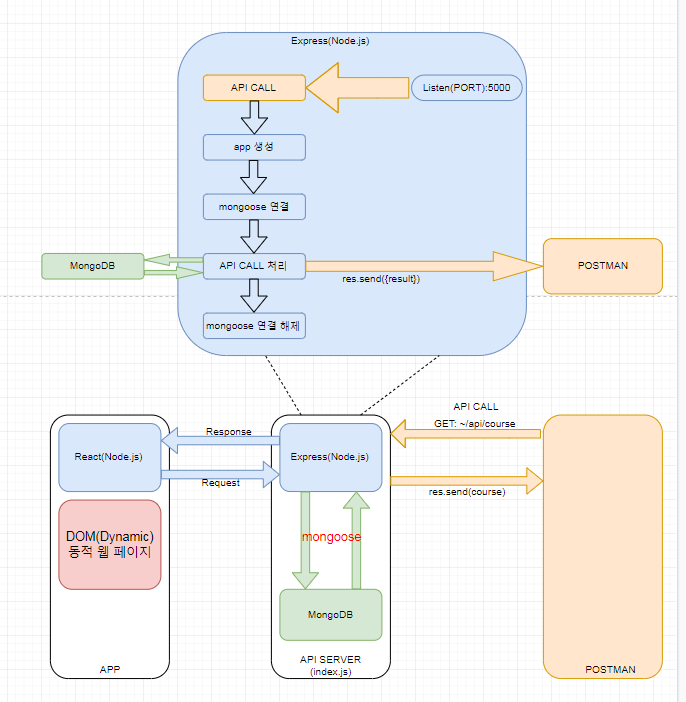 Express(Node.js)
API CALL
Listen(PORT):5000
app 생성
mongoose 연결
MongoDB
API CALL 처리
POSTMAN
res.send({result})
mongoose 연결 해제
API CALL
GET: ~/api/course
Response
React(Node.js)
Express(Node.js)
Request
res.send(course)
DOM(Dynamic)
동적 웹 페이지
mongoose
MongoDB
API SERVER
(index.js)
APP
POSTMAN